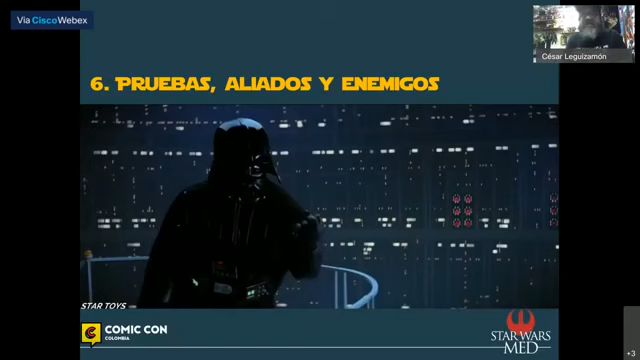 Via CiscoWebex
César Leguizamón
6. PRUEBAS, ALIADOS Y ENEMIGOS
STAR TOYS
C
COMIC CON
COLOMBIA
STAR WARS
MED
+3